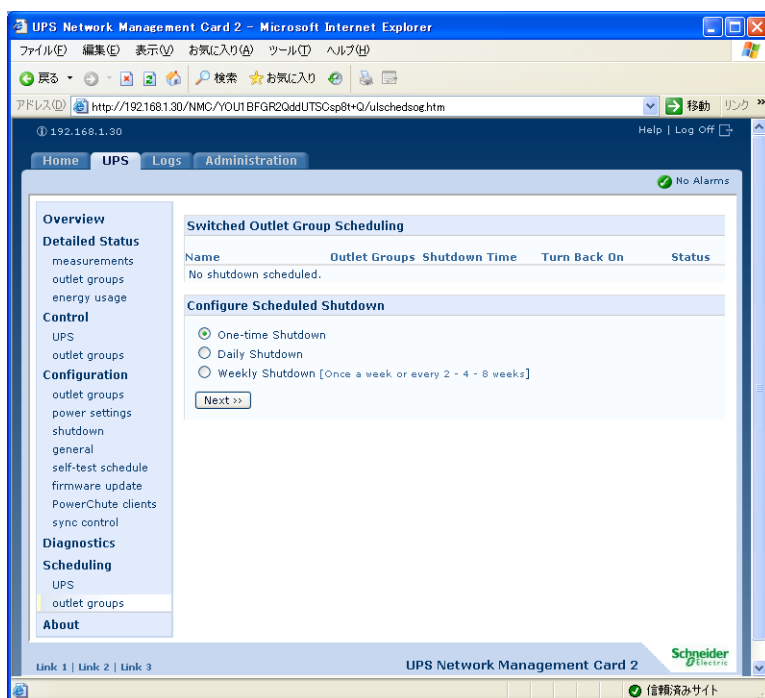 UPS Network Management Card 2 - Microsoft Internet Explorer
ファイル(F) 編集(E) 表示(V) お気に入り(A) ツール(T) ヘルプ(H)
戻る 検索 お気に入り
アドレス(D) http://192.168.1.30/NMC/YOU1BFGR2QddUTSCsp8t+Q/ulschedsog.htm 移動 リンク »
192.168.1.30 Help | Log Off
Home UPS Logs Administration
No Alarms
Overview
Detailed Status
measurements
outlet groups
energy usage
Control
UPS
outlet groups
Configuration
outlet groups
power settings
shutdown
general
self-test schedule
firmware update
PowerChute clients
sync control
Diagnostics
Scheduling
UPS
outlet groups
About
Switched Outlet Group Scheduling
Name Outlet Groups Shutdown Time Turn Back On Status
No shutdown scheduled.
Configure Scheduled Shutdown
One-time Shutdown
Daily Shutdown
Weekly Shutdown [Once a week or every 2 - 4 - 8 weeks]
Next >>
Link 1 | Link 2 | Link 3 UPS Network Management Card 2 Schneider Electric
信頼済みサイト